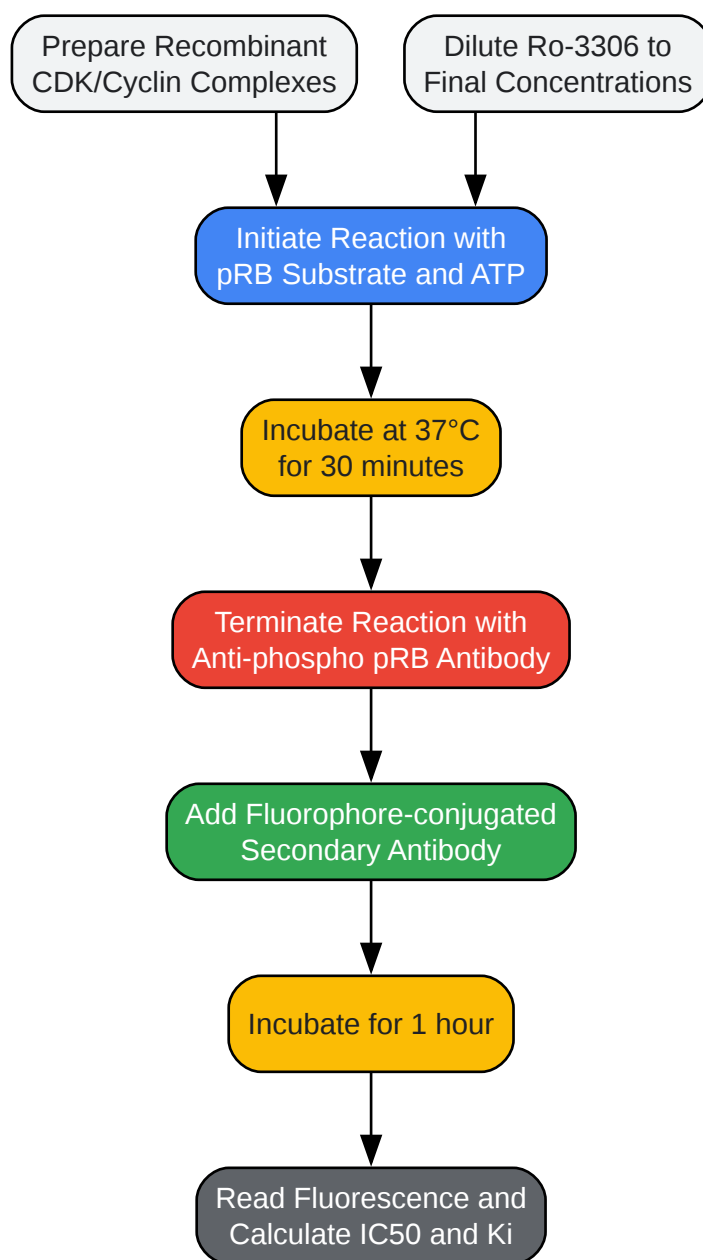 Prepare Recombinant
CDK/Cyclin Complexes
Dilute Ro-3306 to
Final Concentrations
Initiate Reaction with
pRB Substrate and ATP
Incubate at 37°C
for 30 minutes
Terminate Reaction with
Anti-phospho pRB Antibody
Add Fluorophore-conjugated
Secondary Antibody
Incubate for 1 hour
Read Fluorescence and
Calculate IC50 and Ki